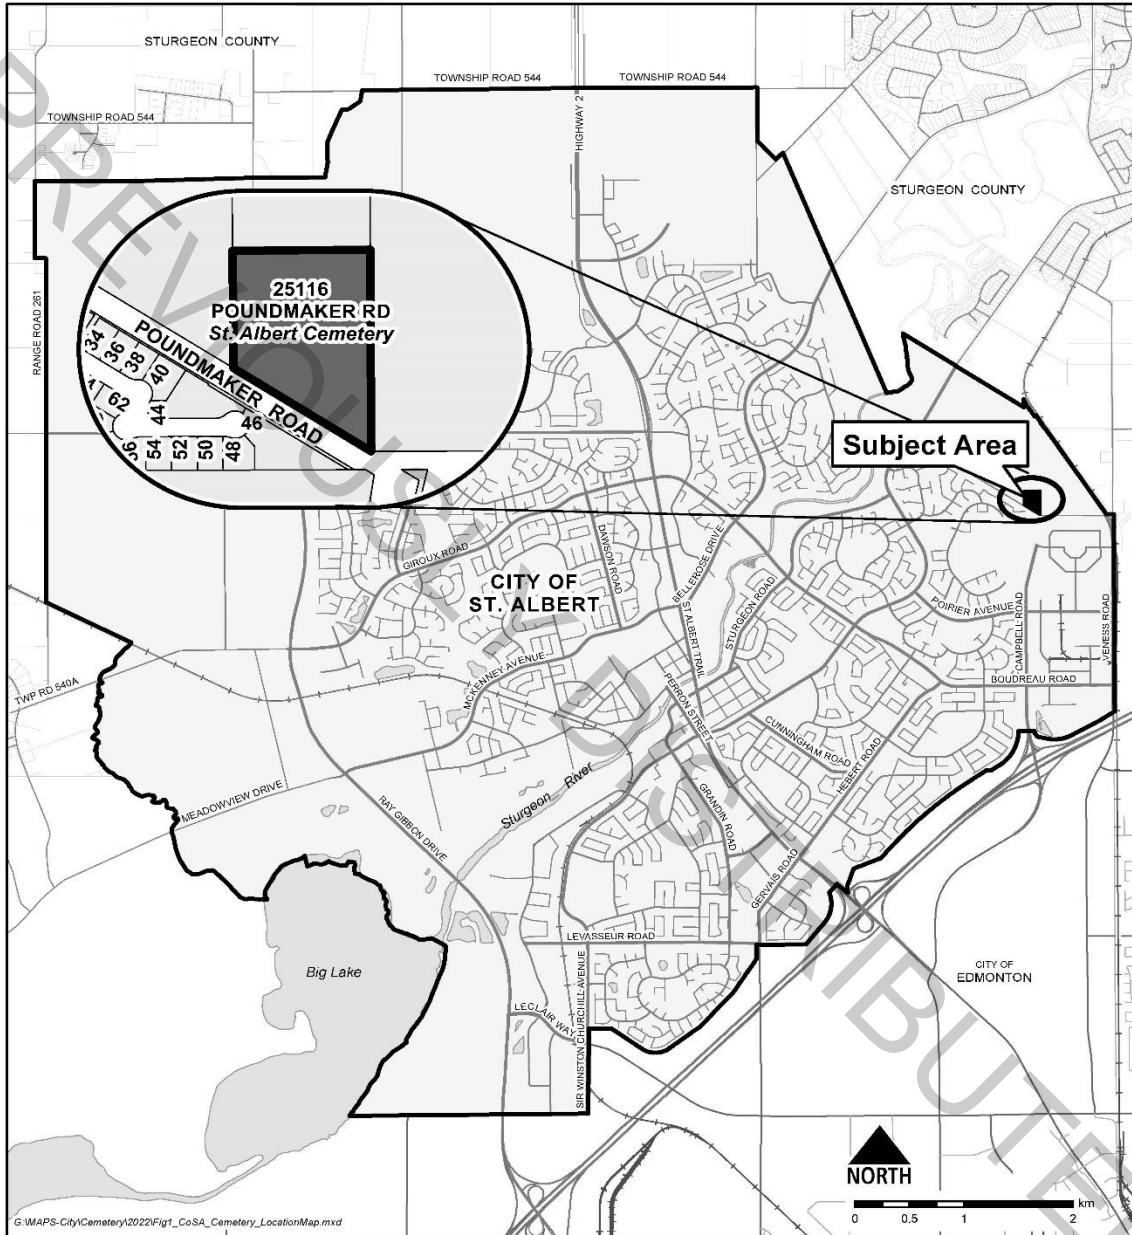 STURGEON COUNTY
TOWNSHIP ROAD 544
TOWNSHIP ROAD 544
TOWNSHIP ROAD 544
HIGHWAY 2
STURGEON COUNTY
RANGE ROAD 261
25116
POUNDMAKER RD
St. Albert Cemetery
POUNDMAKER ROAD
34
36
38
40
62
44
46
56
54
52
50
48
Subject Area
GIROUX ROAD
DAWSON ROAD
BELLEROSE DRIVE
CITY OF
ST. ALBERT
ST ALBERT TRAIL
STURGEON ROAD
POIRIER AVENUE
CAMPBELL ROAD
VENESS ROAD
BOUDREAU ROAD
TWP RD 540A
MCKENNEY AVENUE
PERRON STREET
CUNNINGHAM ROAD
HEBERT ROAD
MEADOWVIEW DRIVE
RAY GIBBON DRIVE
Sturgeon River
GRANDIN ROAD
GERVAIS ROAD
LEVASSEUR ROAD
Big Lake
CITY OF
EDMONTON
LECLAIR WAY
SIR WINSTON CHURCHILL AVENUE
NORTH
km
0 0.5 1 2
G:\MAPS-City\Cemetery\2022\Fig1_CoSA_Cemetery_LocationMap.mxd
PREVIOUSLY DISTRIBUTED